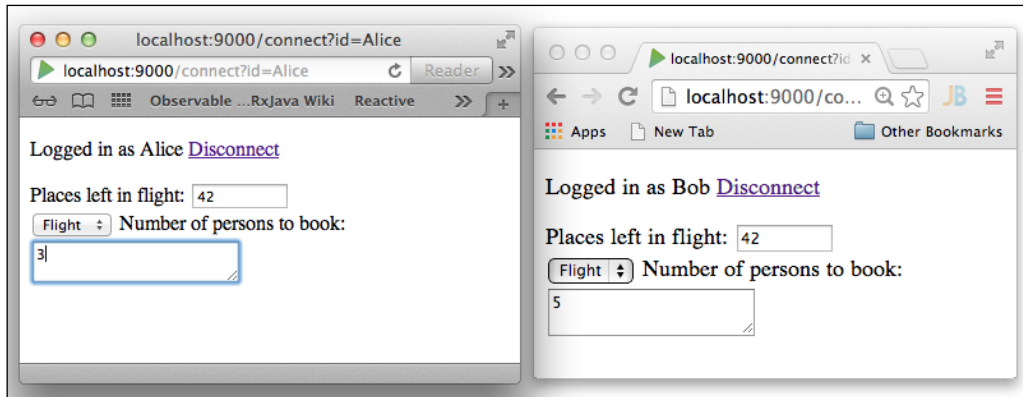 localhost:9000/connect?id=Alice
localhost:9000/connect?id=Alice Reader »
Observable ...RxJava Wiki Reactive » +
Logged in as Alice Disconnect
Places left in flight: 42
Flight Number of persons to book:
3
localhost:9000/connect?id ×
localhost:9000/co... JB
Apps New Tab Other Bookmarks
Logged in as Bob Disconnect
Places left in flight: 42
Flight Number of persons to book:
5